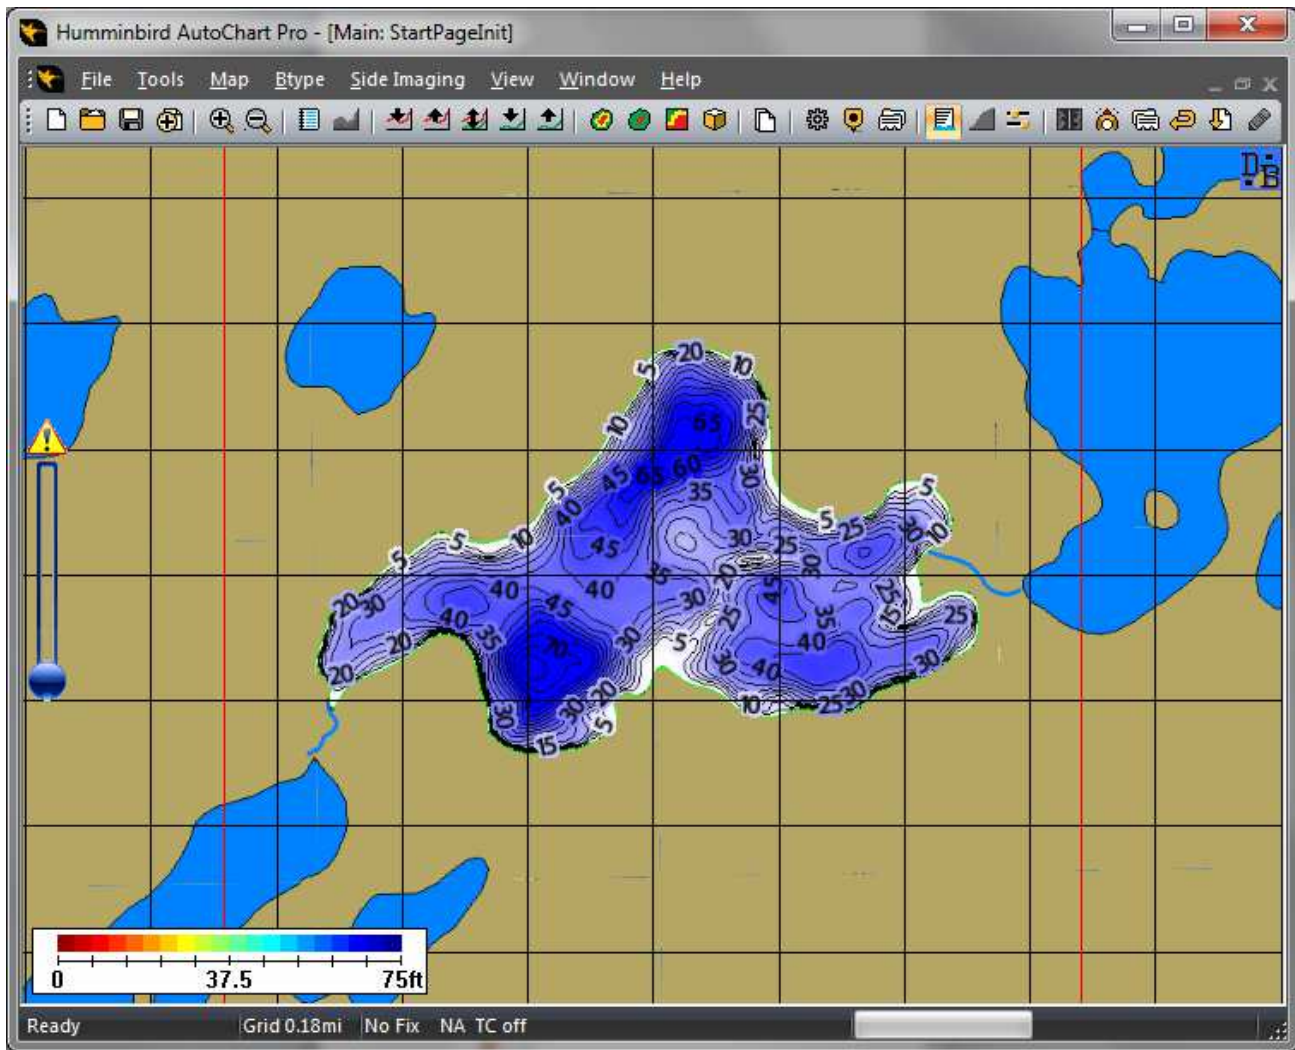 Humminbird AutoChart Pro - [Main: StartPageInit]
File Tools Map Btype Side Imaging View Window Help
D B
20
5 10
65 25
10
45 65 60 30
35
5 5
40 5 25 30 10
45 30 25
5 5 10
35 20 30
40 40 45 25
20 30 45 30 25 35 15 25
40 35
20 30 5 40
70 30 40 30
20 20 30
30 30 5 10 25
15
0 37.5 75ft
Ready Grid 0.18mi No Fix NA TC off